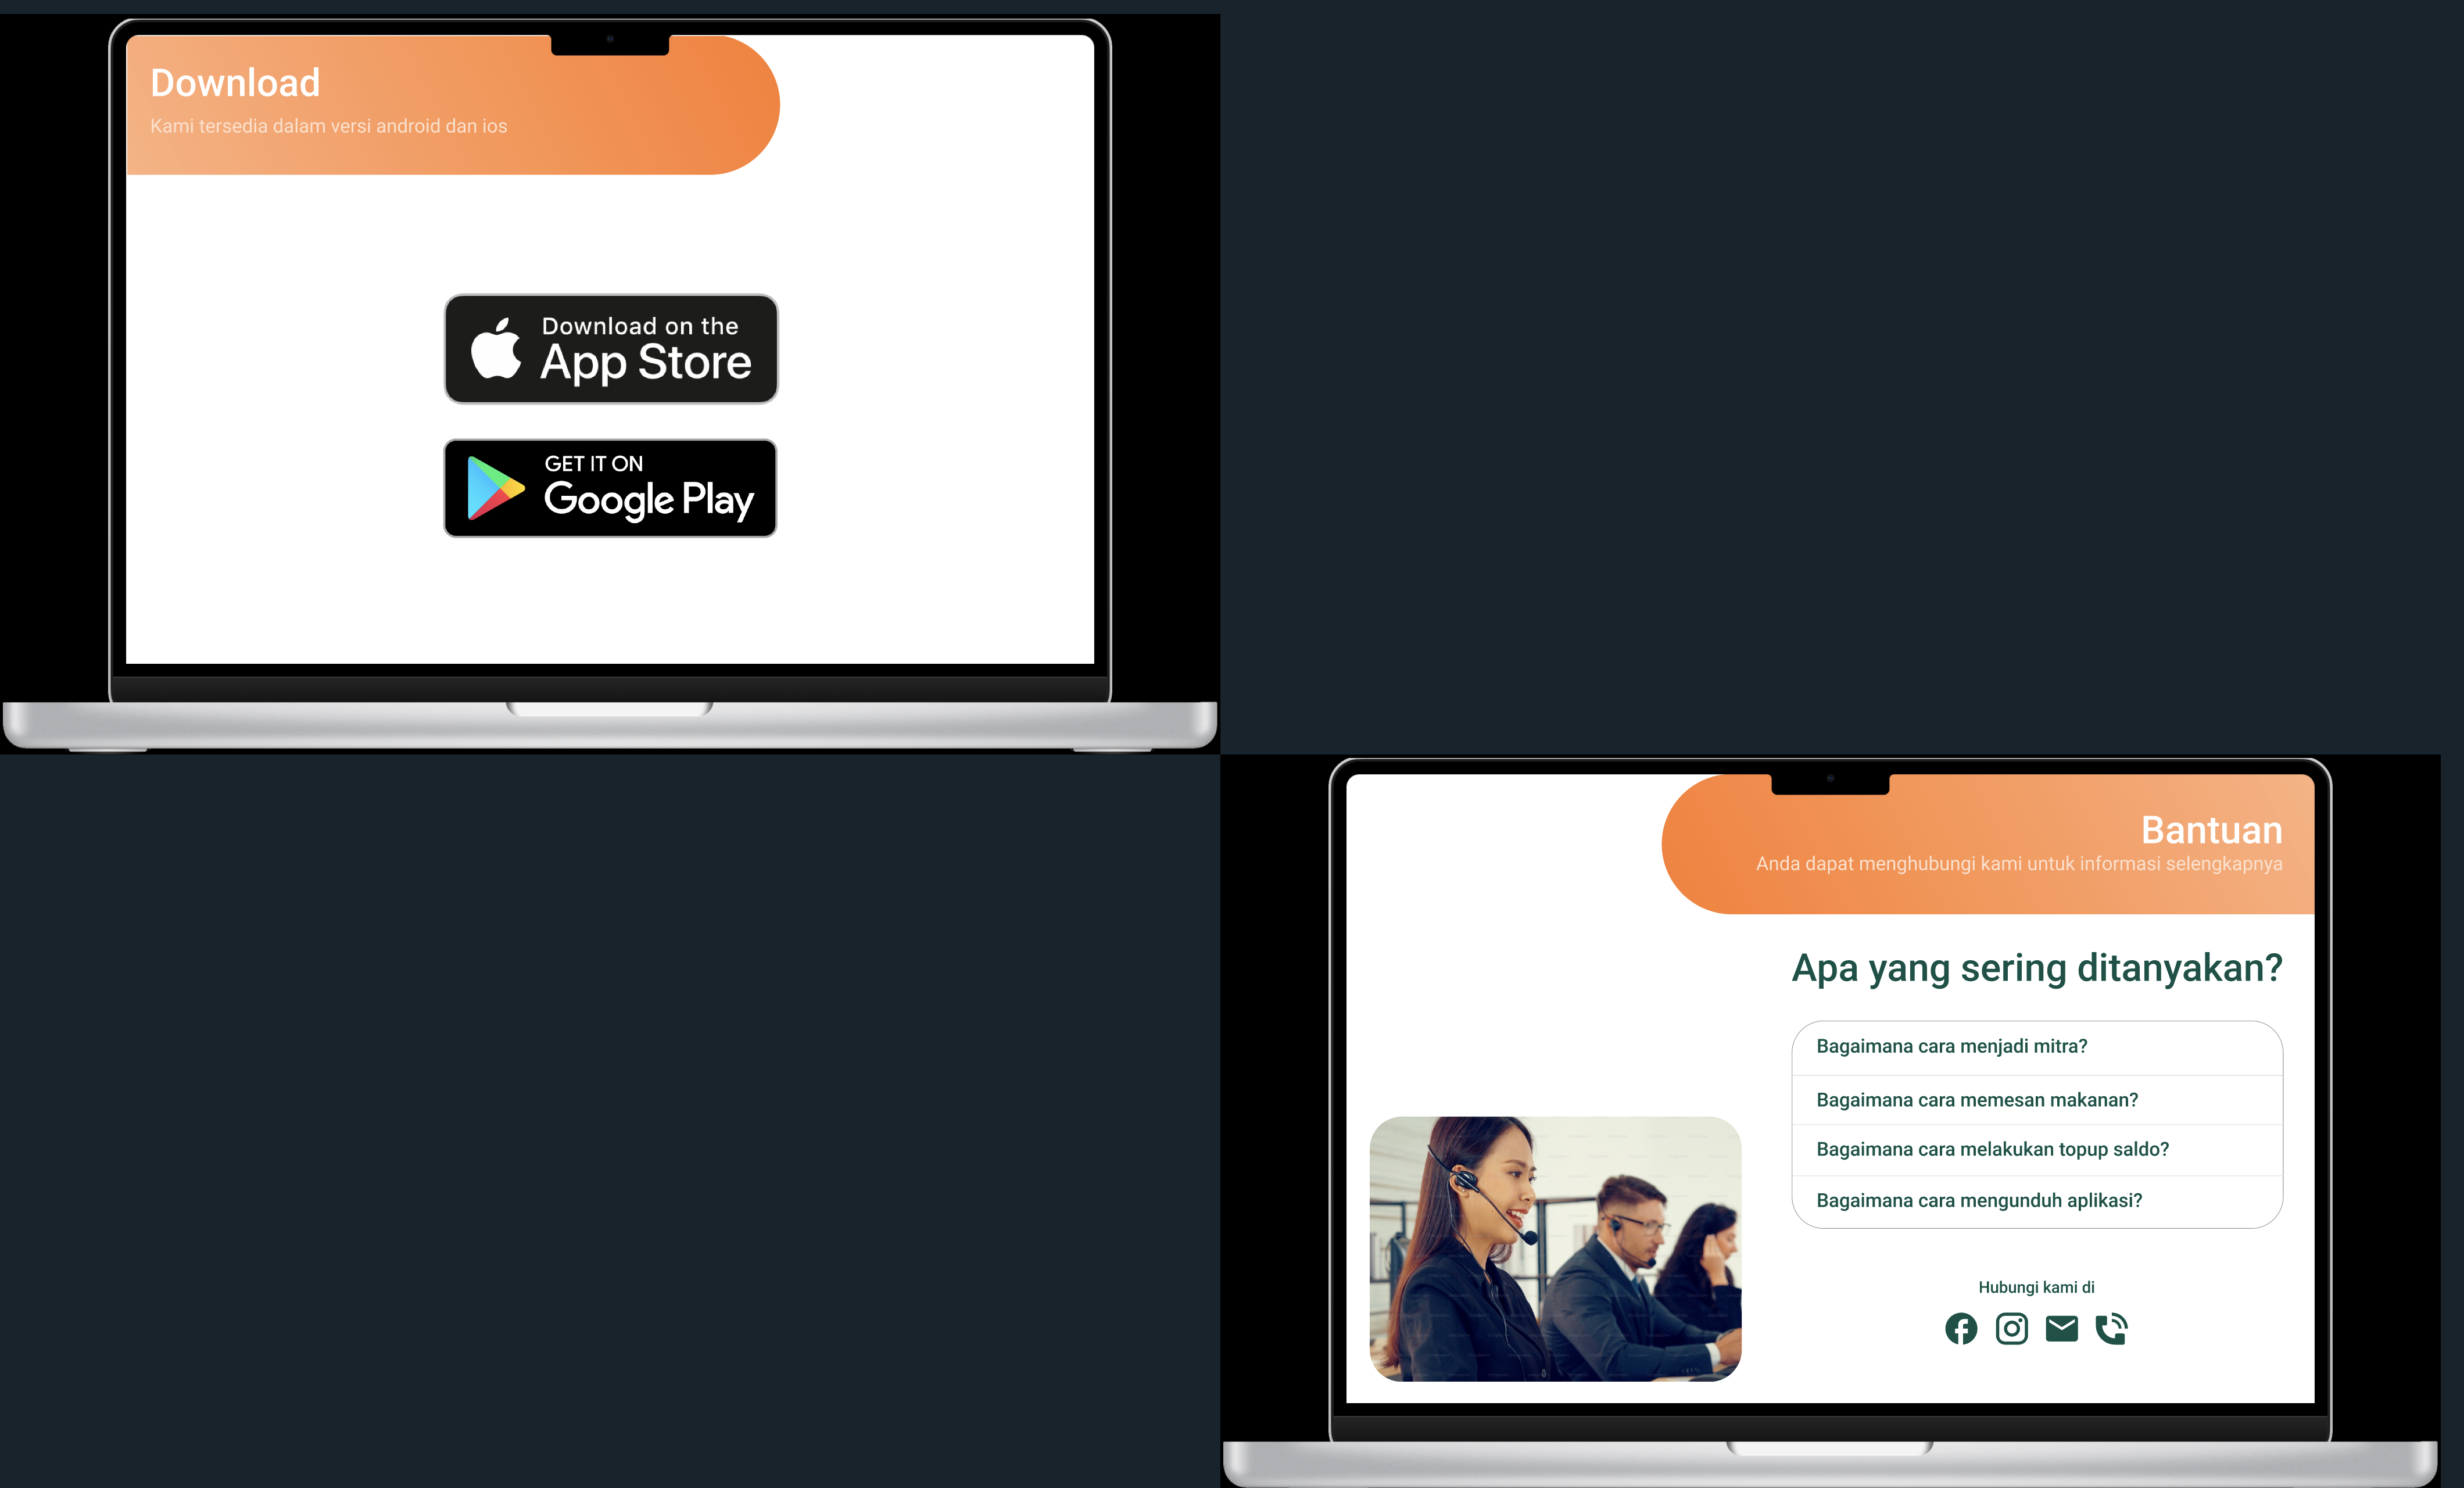 Download
Kami tersedia dalam versi android dan ios
Download on the
App Store
GET IT ON
Google Play
Bantuan
Anda dapat menghubungi kami untuk informasi selengkapnya
Apa yang sering ditanyakan?
Bagaimana cara menjadi mitra?
Bagaimana cara memesan makanan?
Bagaimana cara melakukan topup saldo?
Bagaimana cara mengunduh aplikasi?
Hubungi kami di